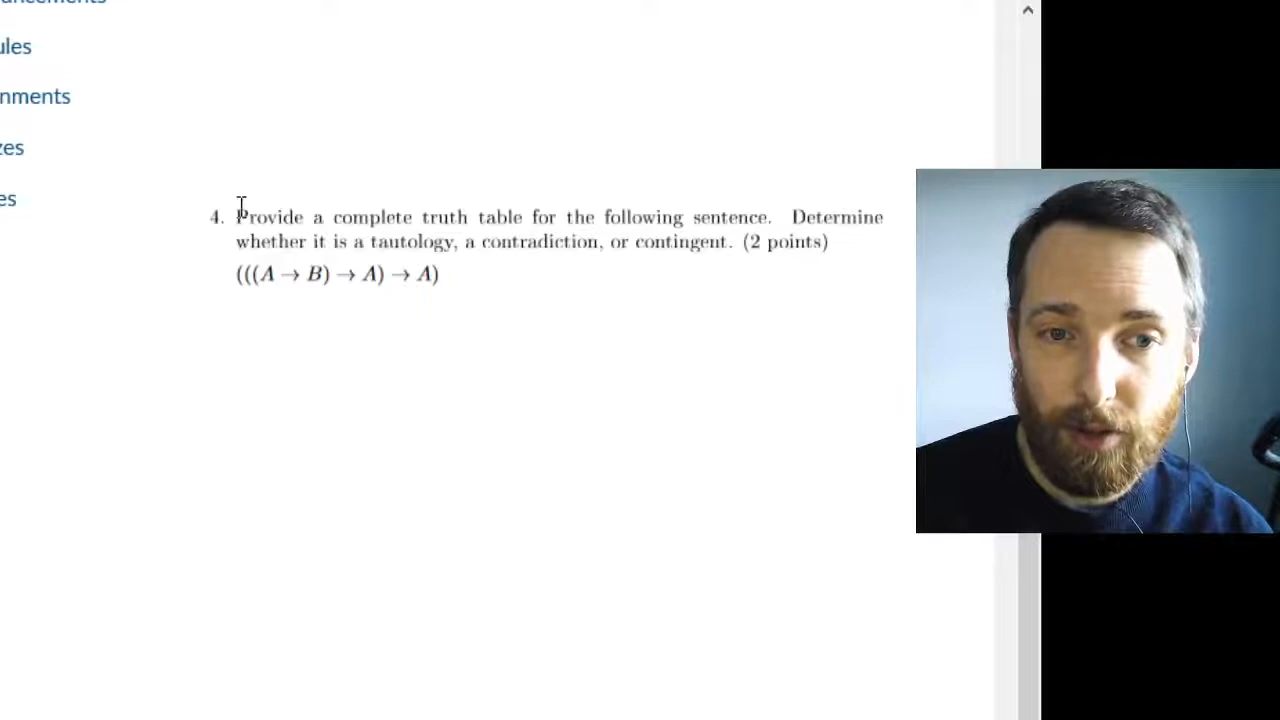 ules
nments
zes
es
4. Provide a complete truth table for the following sentence. Determine
whether it is a tautology, a contradiction, or contingent. (2 points)
(((A → B) → A) → A)